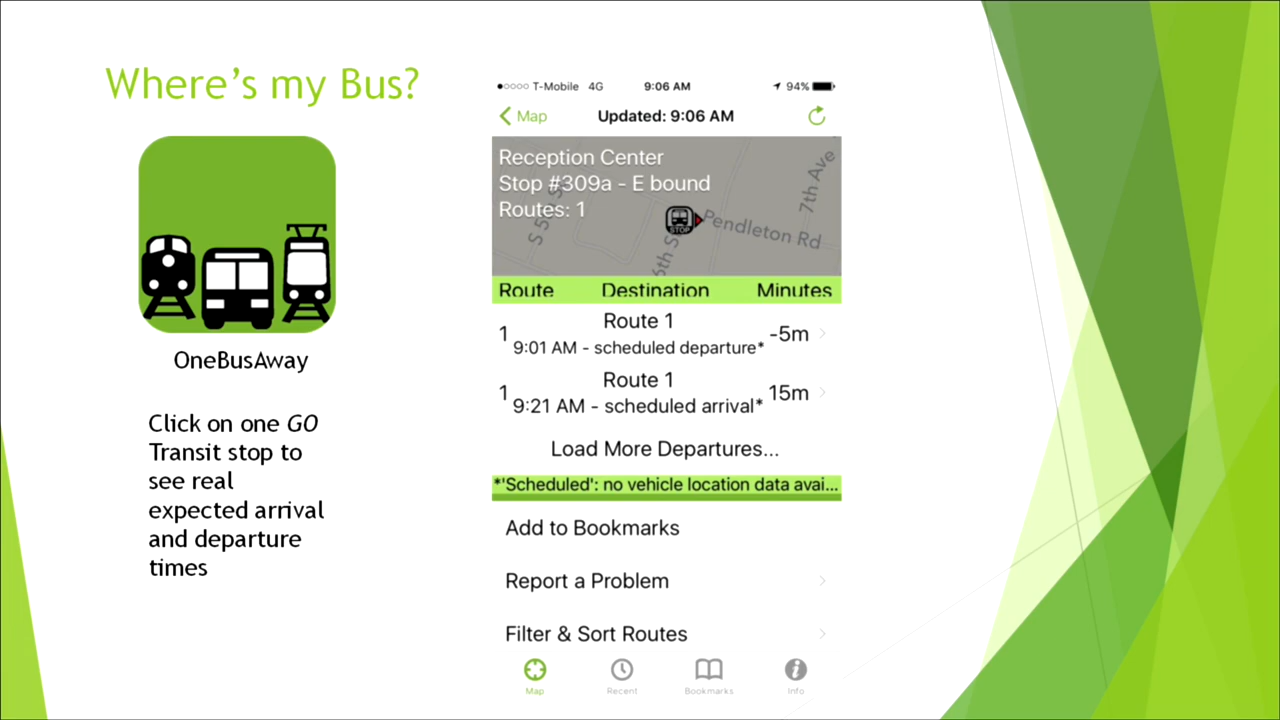 Where's my Bus?
OneBusAway
Click on one GO
Transit stop to
see real
expected arrival
and departure
times
T-Mobile 4G 9:06 AM 94%
Map Updated: 9:06 AM
Reception Center
Stop #309a - E bound
Routes: 1
S 5th St
6th S
STOP
Pendleton Rd
7th Ave
Route Destination Minutes
Route 1
1 -5m
9:01 AM - scheduled departure*
Route 1
1 15m
9:21 AM - scheduled arrival*
Load More Departures...
*'Scheduled': no vehicle location data avai...
Add to Bookmarks
Report a Problem
Filter & Sort Routes
Map Recent Bookmarks Info